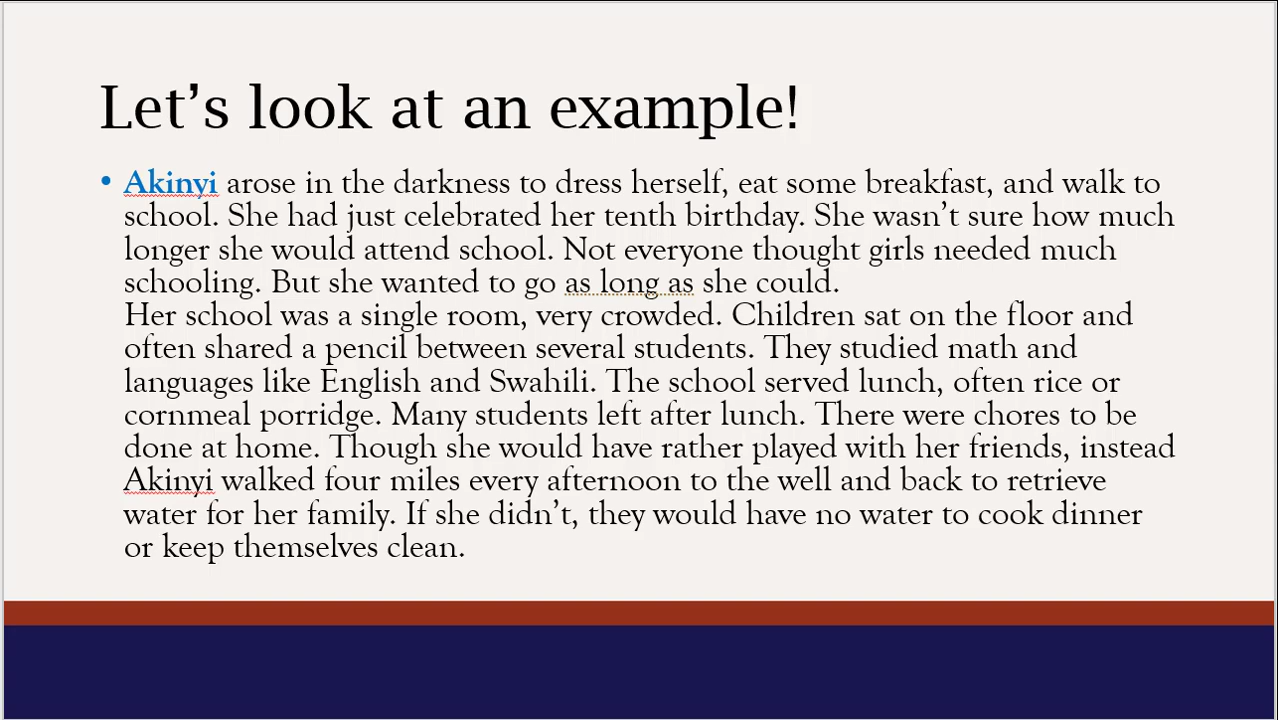 Let’s look at an example!
• Akinyi arose in the darkness to dress herself, eat some breakfast, and walk to
school. She had just celebrated her tenth birthday. She wasn’t sure how much
longer she would attend school. Not everyone thought girls needed much
schooling. But she wanted to go as long as she could.
Her school was a single room, very crowded. Children sat on the floor and
often shared a pencil between several students. They studied math and
languages like English and Swahili. The school served lunch, often rice or
cornmeal porridge. Many students left after lunch. There were chores to be
done at home. Though she would have rather played with her friends, instead
Akinyi walked four miles every afternoon to the well and back to retrieve
water for her family. If she didn’t, they would have no water to cook dinner
or keep themselves clean.